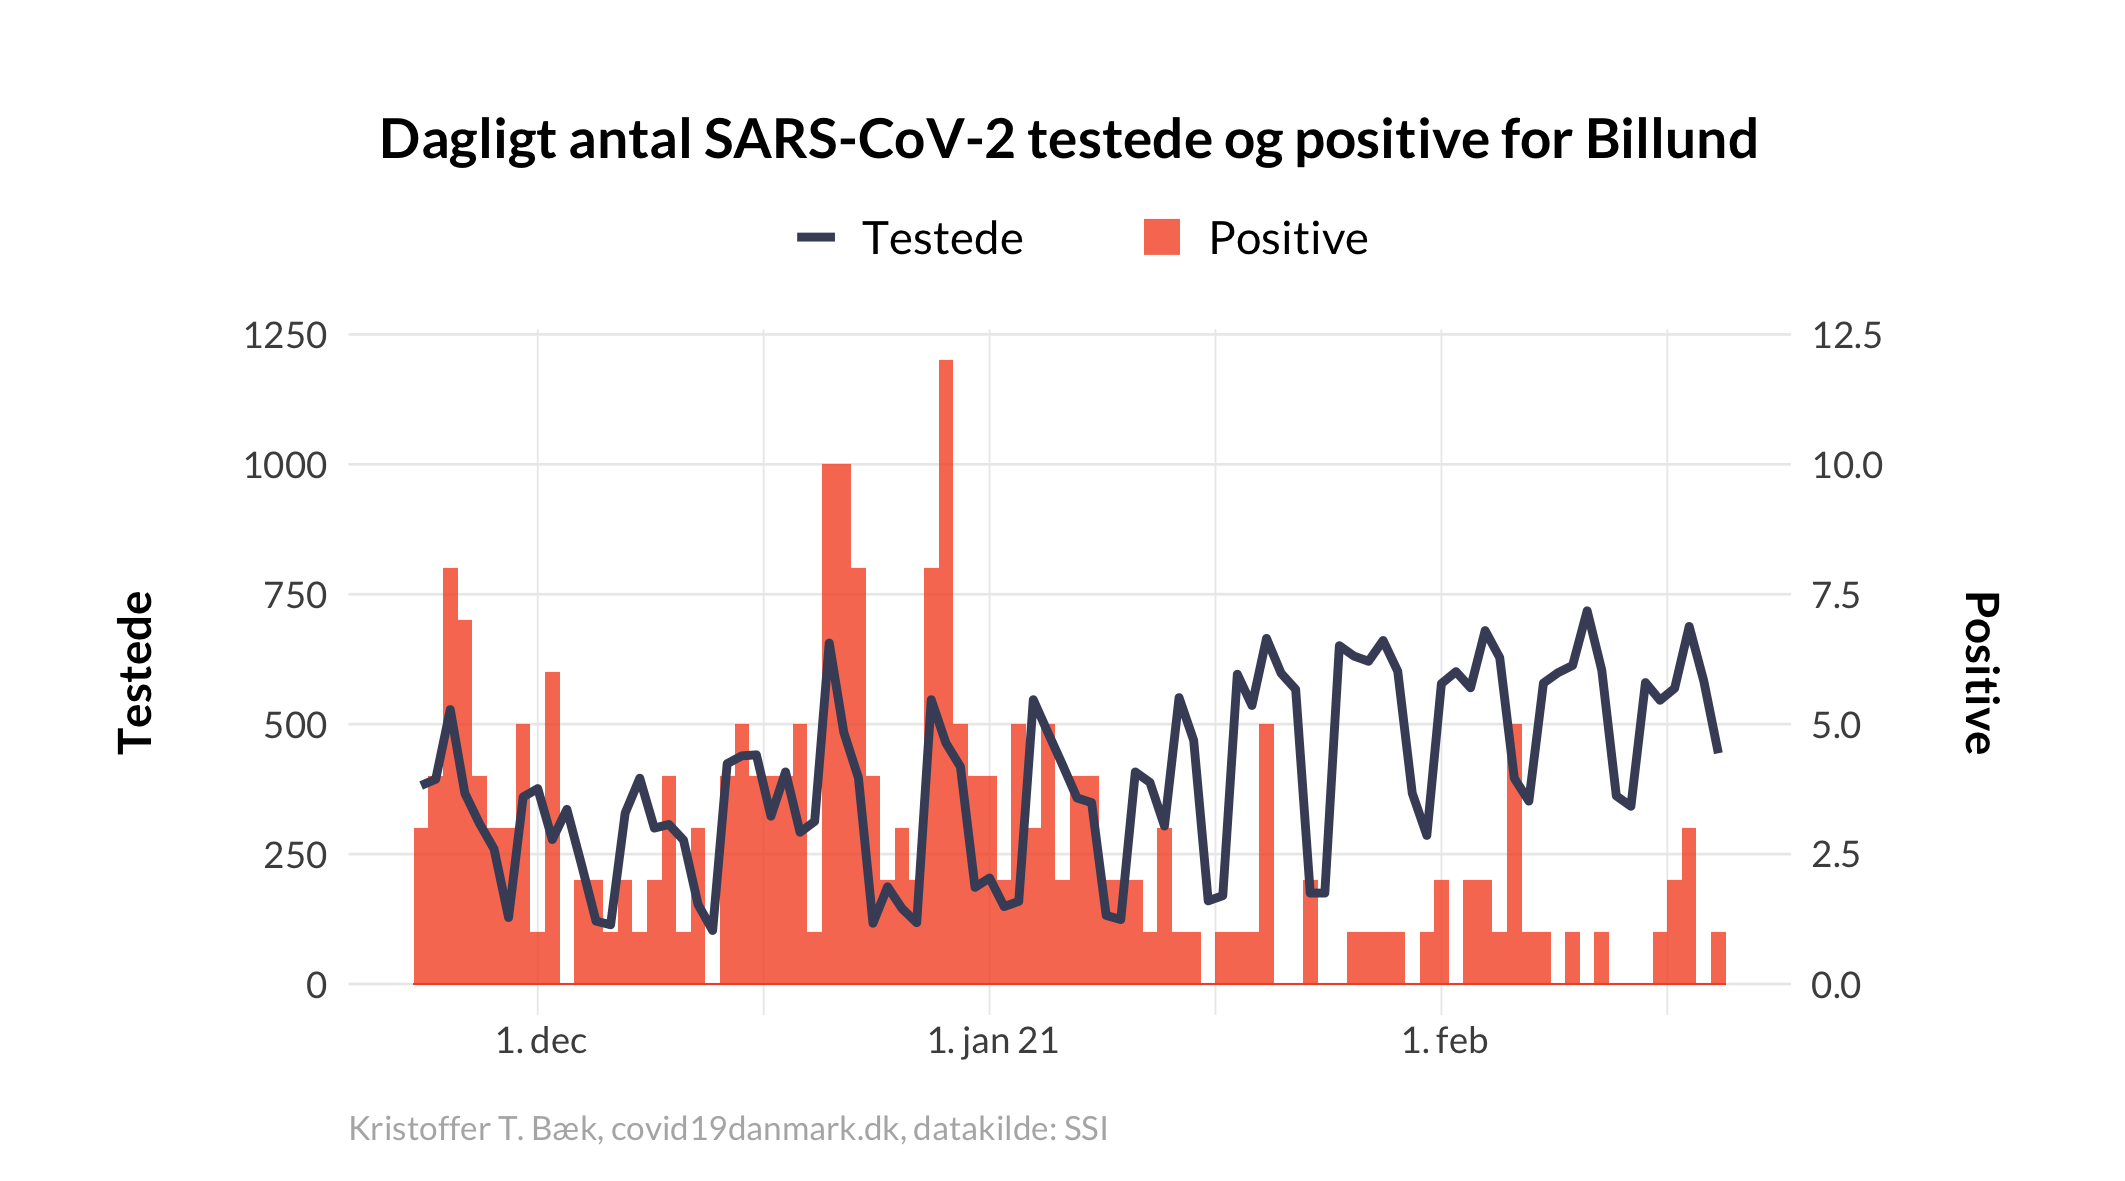 Dagligt antal SARS-CoV-2 testede og positive for Billund
Testede
Positive
1250
1000
750
500
250
0
Testede
12.5
10.0
7.5
5.0
2.5
0.0
Positive
1. dec
1. jan 21
1. feb
Kristoffer T. Bæk, covid19danmark.dk, datakilde: SSI